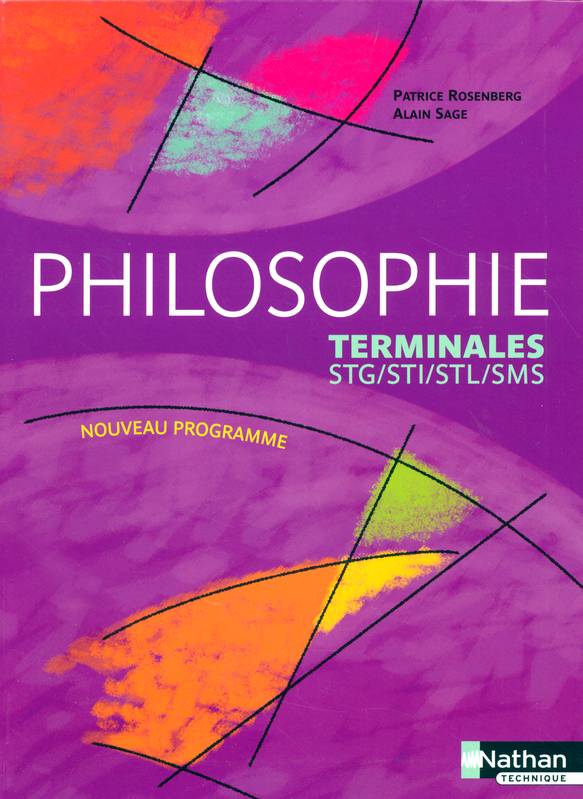 PATRICE ROSENBERG
ALAIN SAGE
PHILOSOPHIE
TERMINALES
STG/STI/STL/SMS
NOUVEAU PROGRAMME
Nathan
TECHNIQUE